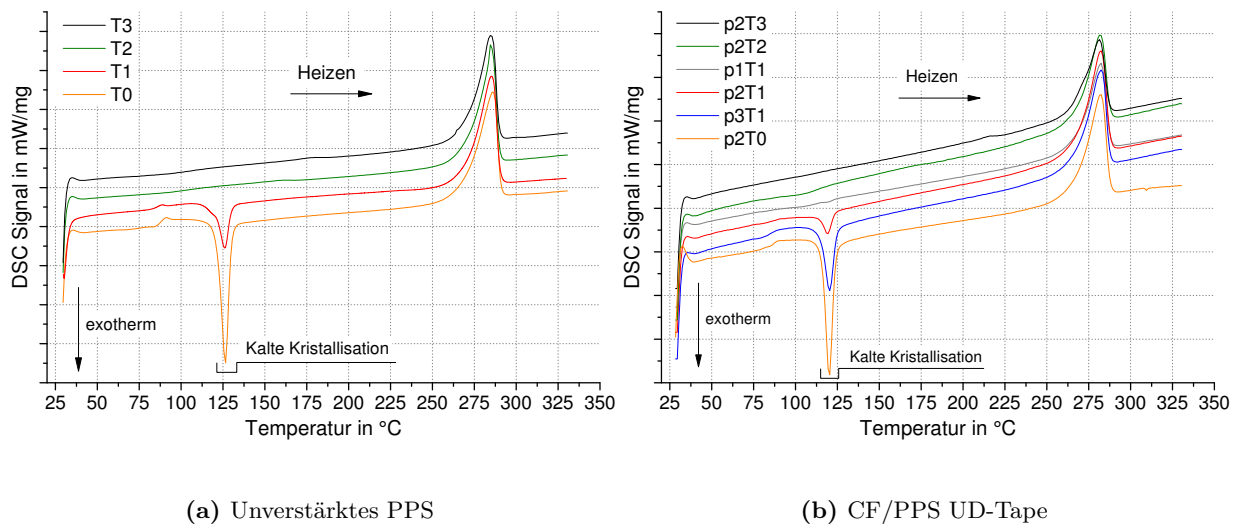 T3
T2
T1
T0
Heizen
exotherm
Kalte Kristallisation
DSC Signal in mW/mg
25 50 75 100 125 150 175 200 225 250 275 300 325 350
Temperatur in °C
(a) Unverstärktes PPS
p2T3
p2T2
p1T1
p2T1
p3T1
p2T0
Heizen
exotherm
Kalte Kristallisation
DSC Signal in mW/mg
25 50 75 100 125 150 175 200 225 250 275 300 325 350
Temperatur in °C
(b) CF/PPS UD-Tape